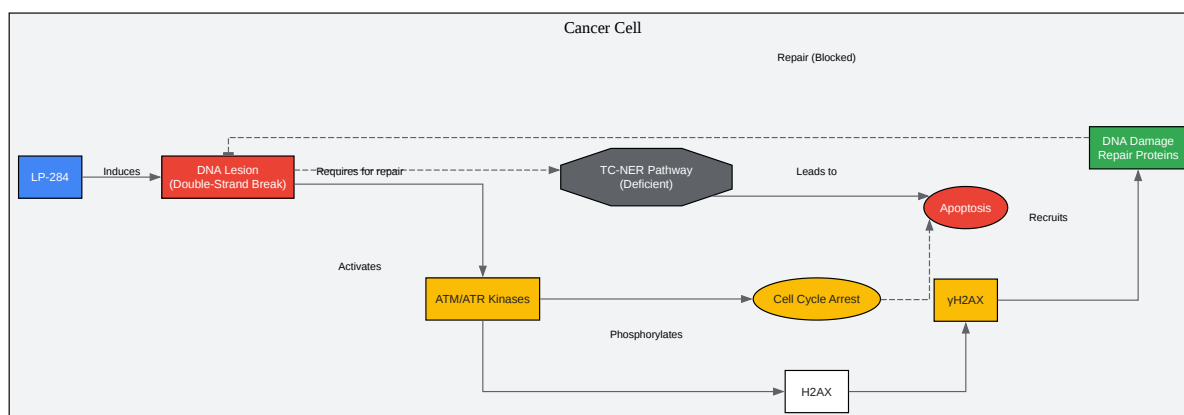 Cancer Cell
Repair (Blocked)
DNA Damage
Repair Proteins
LP-284
Induces
DNA Lesion
(Double-Strand Break)
Requires for repair
TC-NER Pathway
(Deficient)
Leads to
Apoptosis
Recruits
Activates
ATM/ATR Kinases
Cell Cycle Arrest
γH2AX
Phosphorylates
H2AX